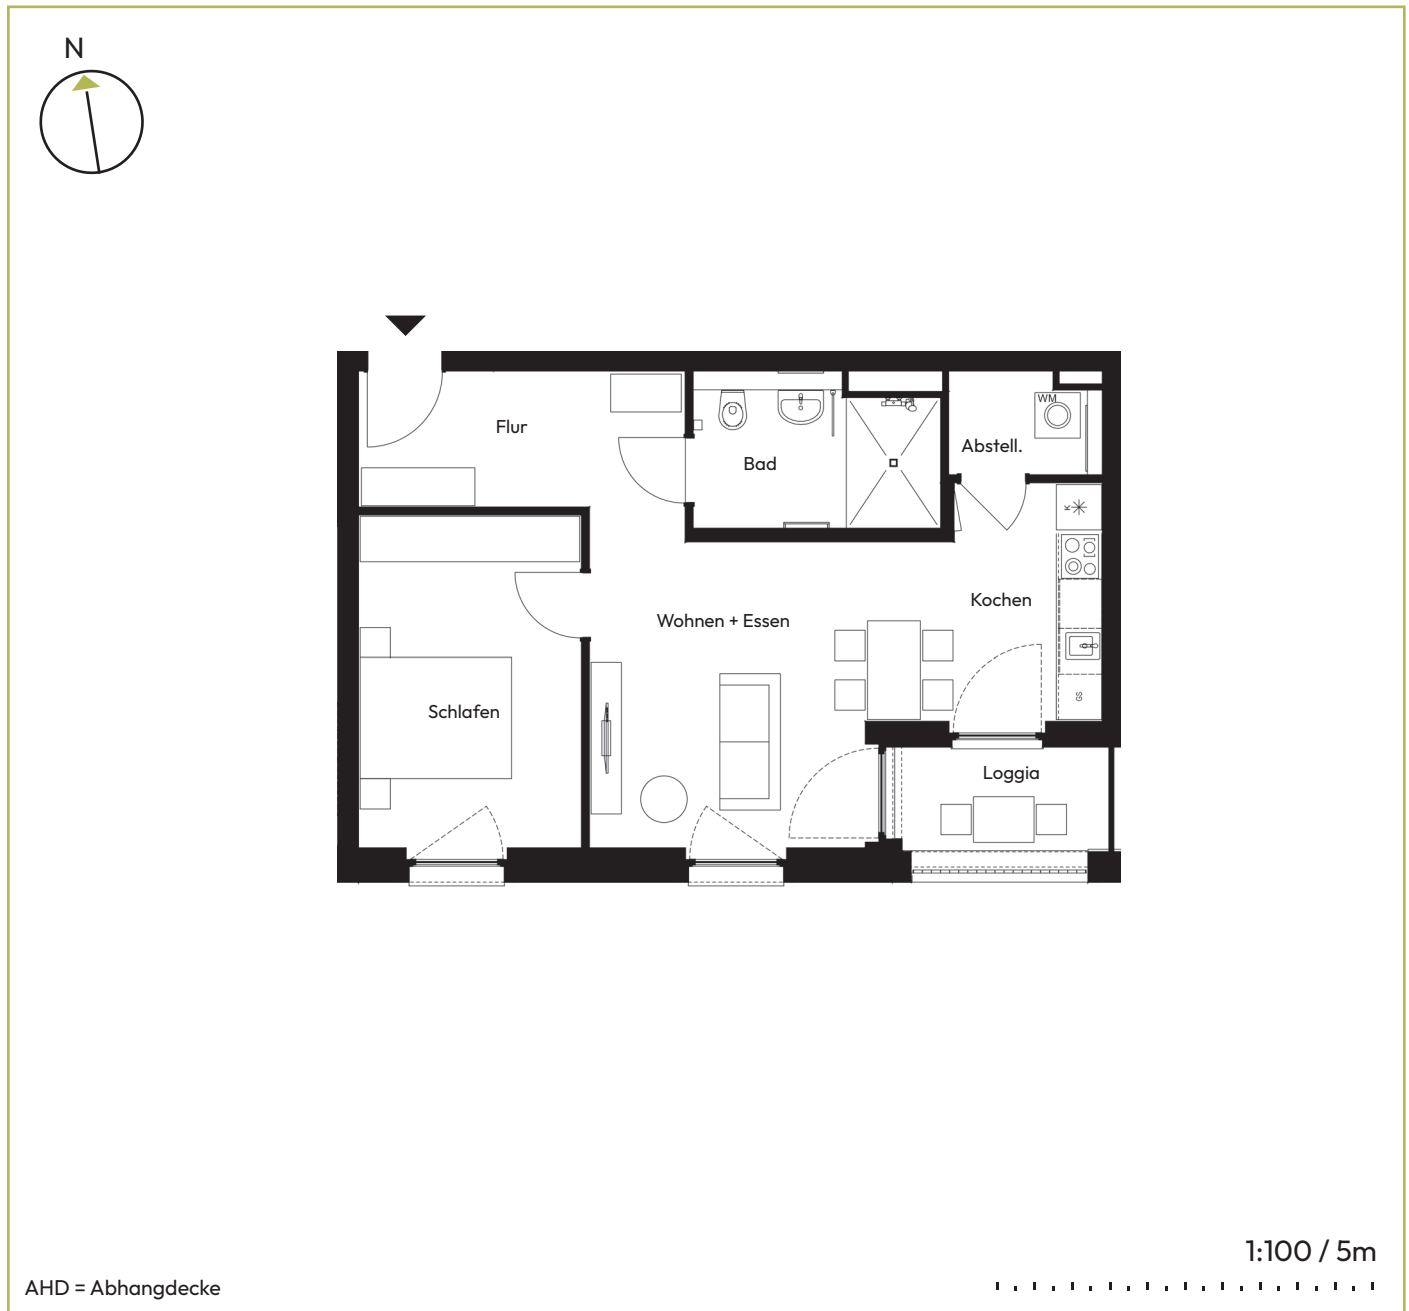 N
Flur
Bad
WM
Abstell.
K
Wohnen + Essen
Kochen
Schlafen
GS
Loggia
1:100 / 5m
AHD = Abhangdecke